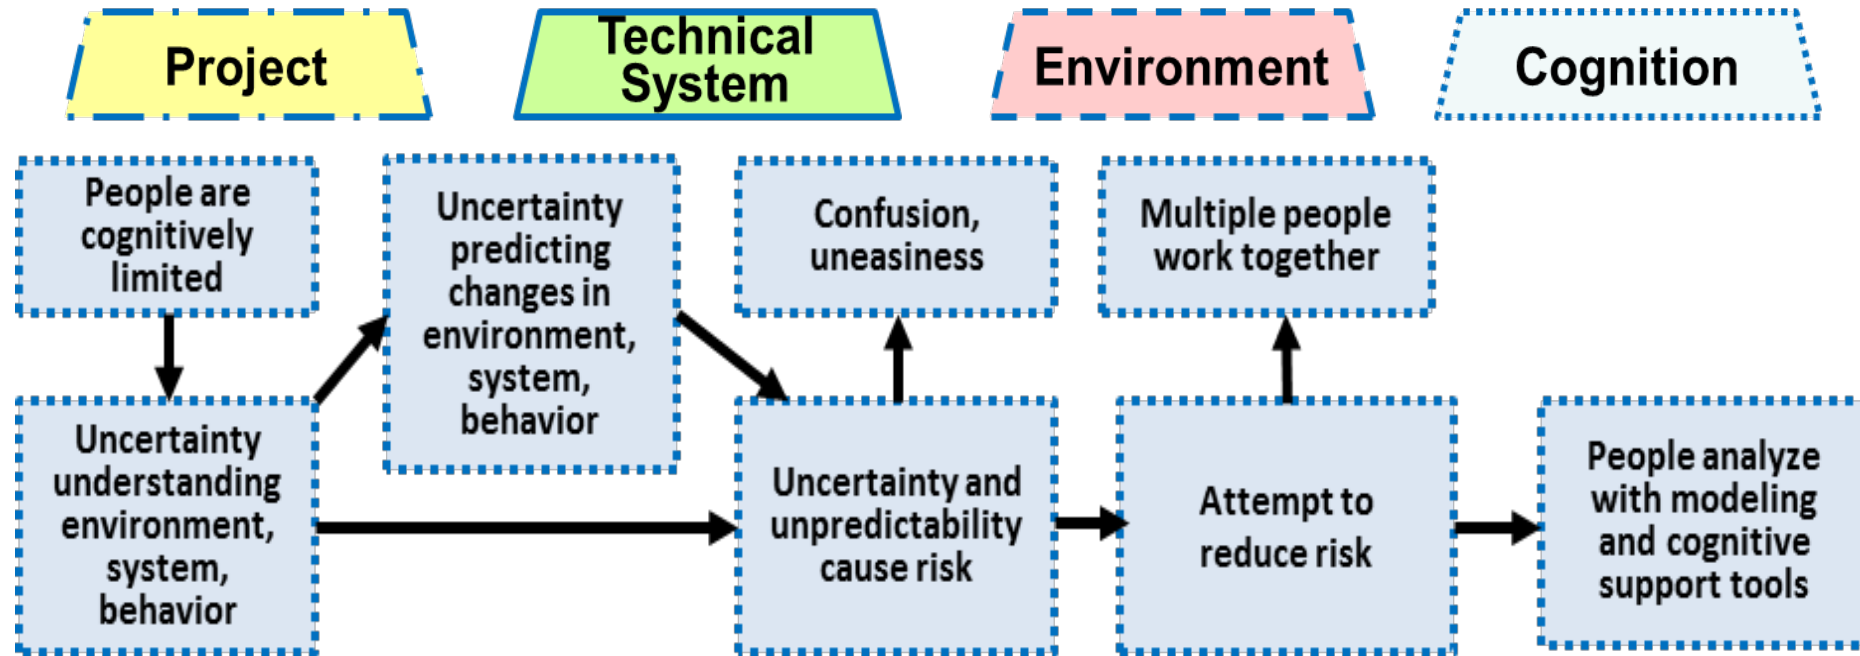 Project
Technical
System
Environment
Cognition
People are
cognitively
limited
Uncertainty
predicting
changes in
environment,
system,
behavior
Confusion,
uneasiness
Multiple people
work together
Uncertainty
understanding
environment,
system,
behavior
Uncertainty and
unpredictability
cause risk
Attempt to
reduce risk
People analyze
with modeling
and cognitive
support tools